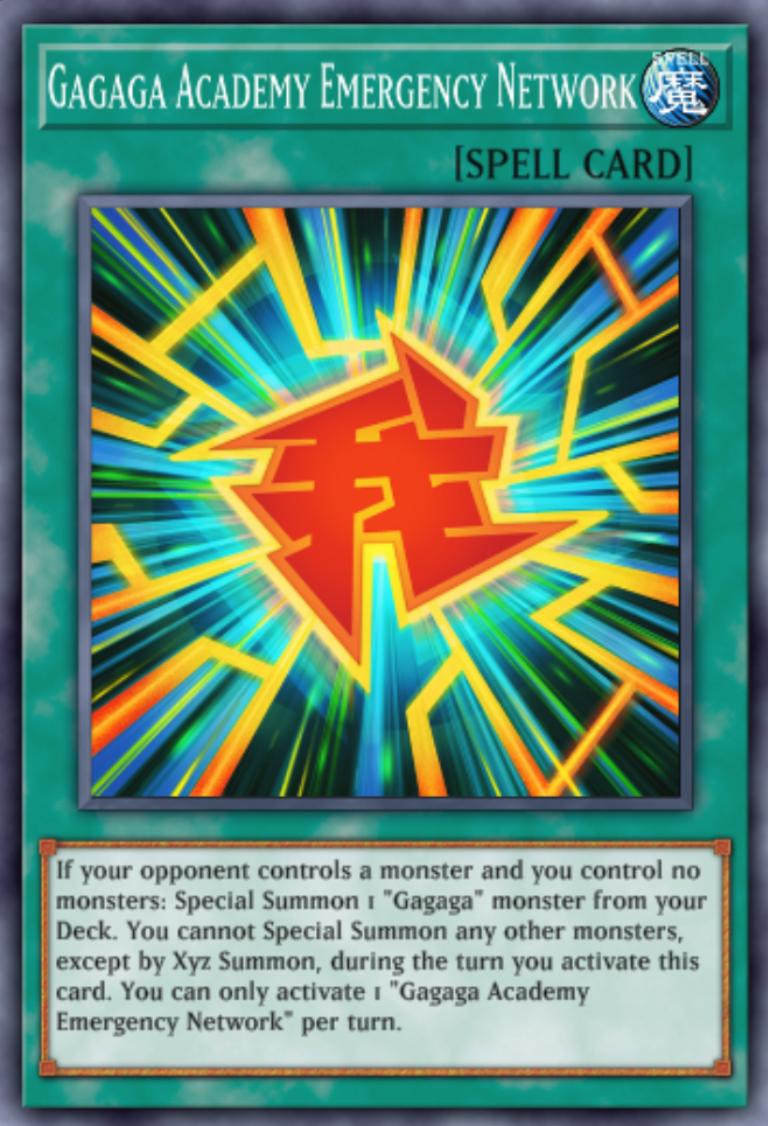 GAGAGA ACADEMY EMERGENCY NETWORK
SPELL
魔
[SPELL CARD]
If your opponent controls a monster and you control no
monsters: Special Summon 1 "Gagaga" monster from your
Deck. You cannot Special Summon any other monsters,
except by Xyz Summon, during the turn you activate this
card. You can only activate 1 "Gagaga Academy
Emergency Network" per turn.